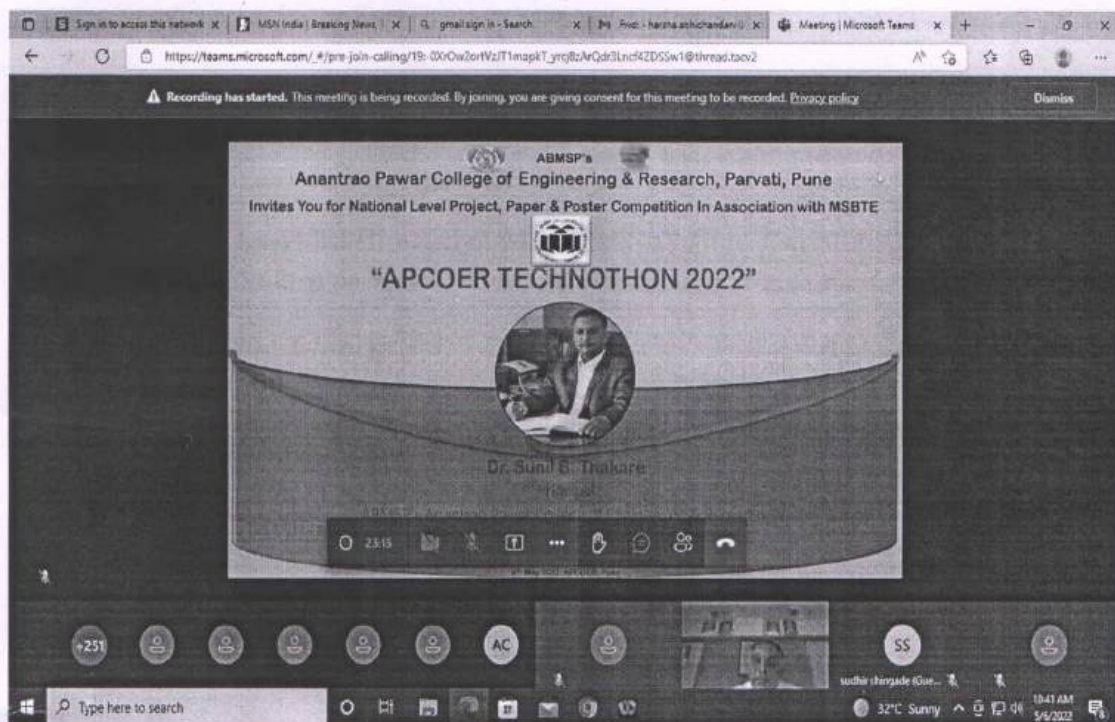 Sign in to access this network
MSN India | Breaking News
gmail sign in - Search
Meeting | Microsoft Teams
Recording has started. This meeting is being recorded. By joining, you are giving consent for this meeting to be recorded. Privacy policy
Dismiss
ABMSP's
Anantrao Pawar College of Engineering & Research, Parvati, Pune
Invites You for National Level Project, Paper & Poster Competition In Association with MSBTE
"APCOER TECHNOTHON 2022"
Dr. Sunil B. Thakare
23:15
+251
AC
SS
sudhir shingade (Gue...
Type here to search
32°C Sunny
10:41 AM
5/6/2022